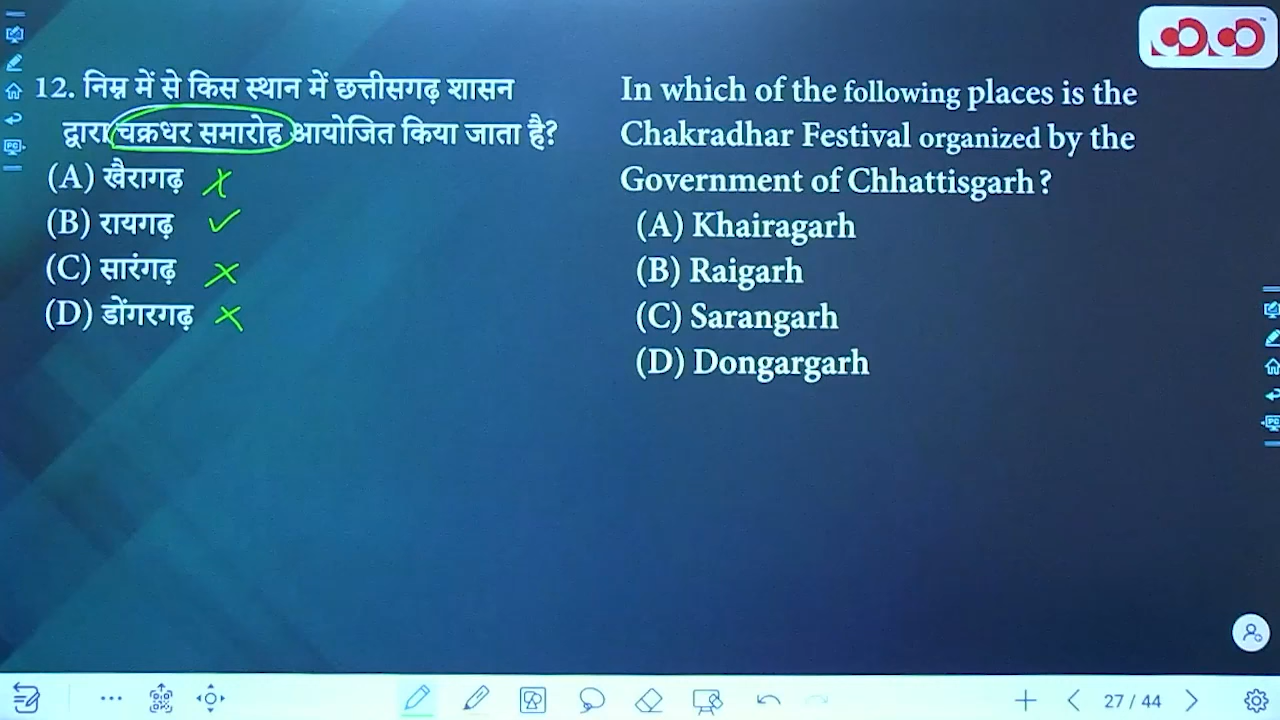 12. निम्न में से किस स्थान में छत्तीसगढ़ शासन
द्वारा चक्रधर समारोह आयोजित किया जाता है?
(A) खैरागढ़
(B) रायगढ़
(C) सारंगढ़
(D) डोंगरगढ़
In which of the following places is the
Chakradhar Festival organized by the
Government of Chhattisgarh ?
(A) Khairagarh
(B) Raigarh
(C) Sarangarh
(D) Dongargarh
27 / 44